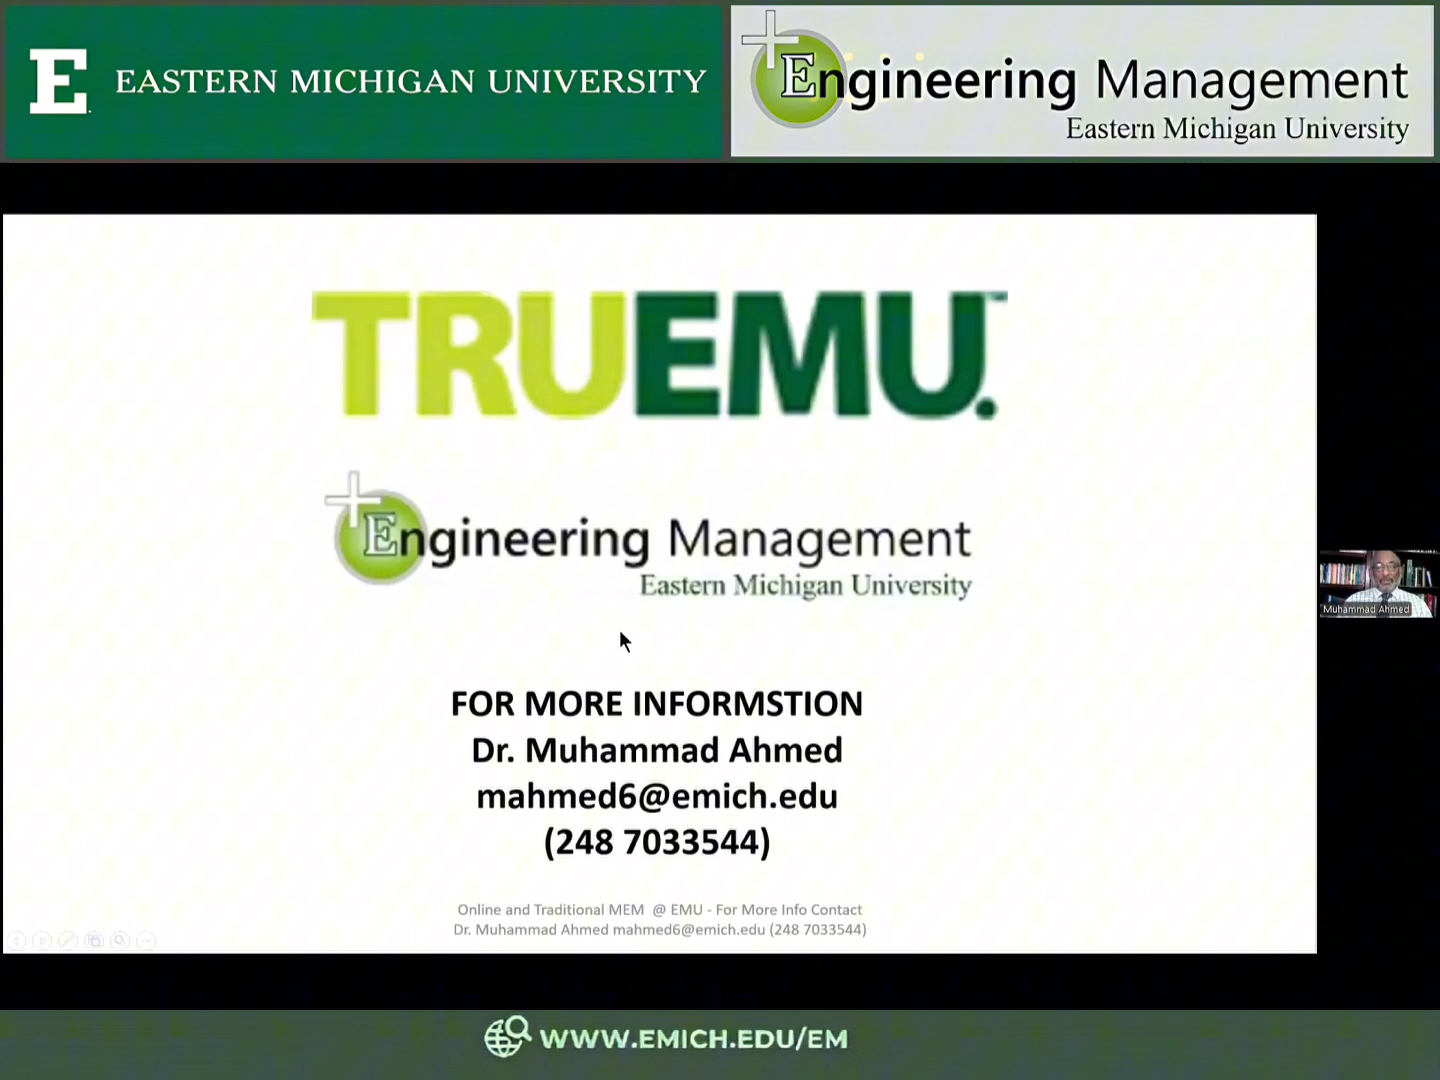 E EASTERN MICHIGAN UNIVERSITY
Engineering Management
Eastern Michigan University
TRUEMU.™
Engineering Management
Eastern Michigan University
FOR MORE INFORMSTION
Dr. Muhammad Ahmed
mahmed6@emich.edu
(248 7033544)
Muhammad Ahmed
Online and Traditional MEM @ EMU - For More Info Contact
Dr. Muhammad Ahmed mahmed6@emich.edu (248 7033544)
WWW.EMICH.EDU/EM